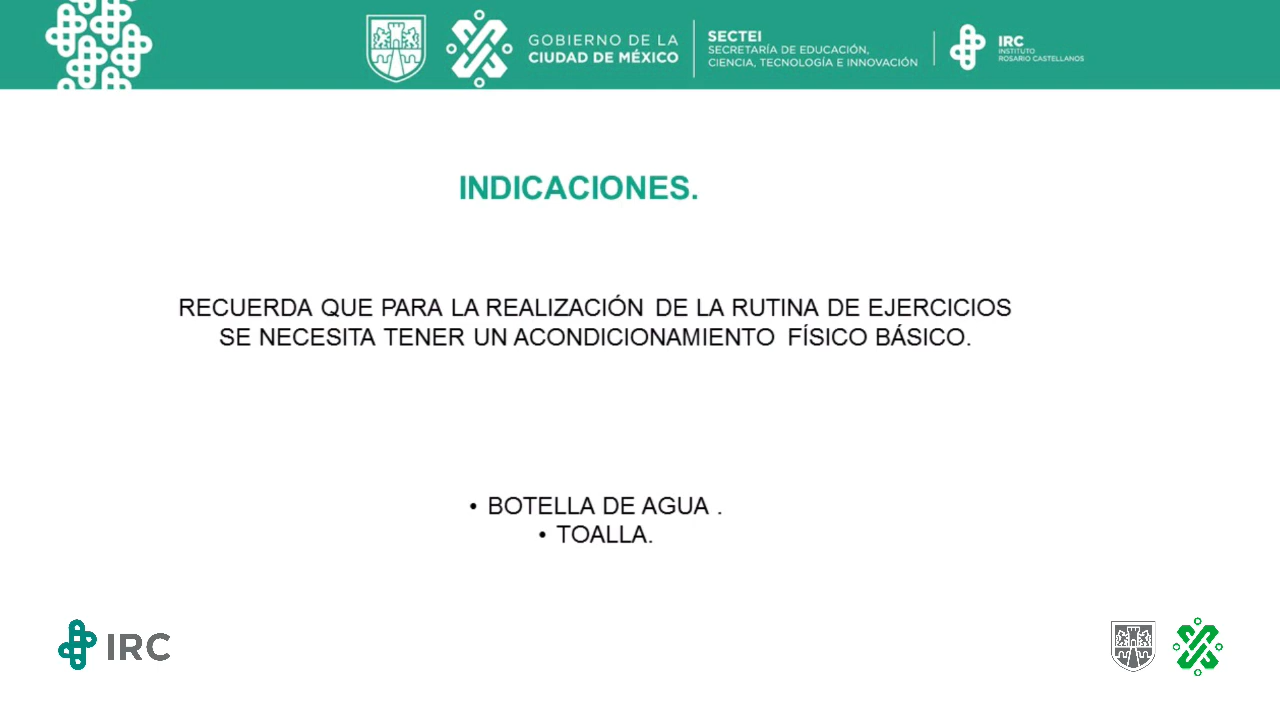 GOBIERNO DE LA
CIUDAD DE MÉXICO
SECTEI
SECRETARÍA DE EDUCACIÓN,
CIENCIA, TECNOLOGÍA E INNOVACIÓN
IRC
INSTITUTO
ROSARIO CASTELLANOS
INDICACIONES.
RECUERDA QUE PARA LA REALIZACIÓN DE LA RUTINA DE EJERCICIOS
SE NECESITA TENER UN ACONDICIONAMIENTO FÍSICO BÁSICO.
• BOTELLA DE AGUA .
• TOALLA.
IRC